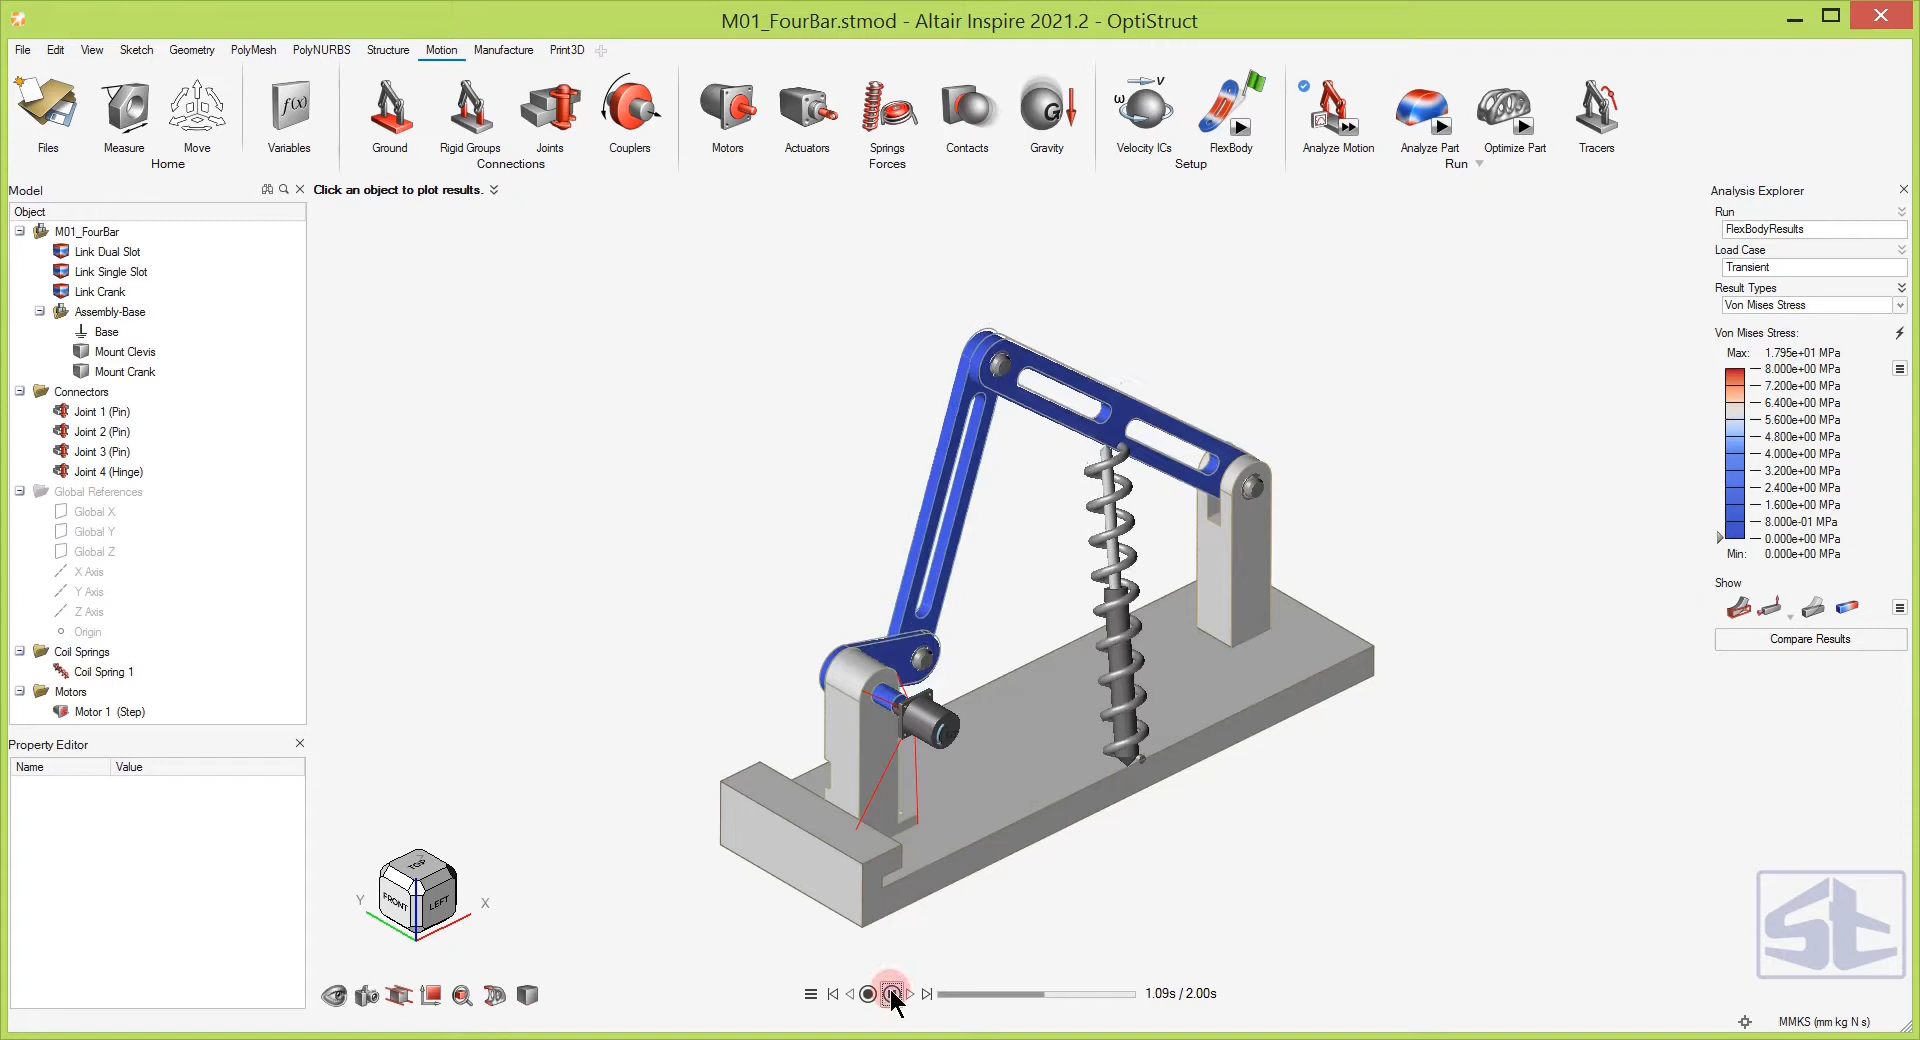 M01_FourBar.stmod - Altair Inspire 2021.2 - OptiStruct
File Edit View Sketch Geometry PolyMesh PolyNURBS Structure Motion Manufacture Print3D
Files Measure Move Variables Ground Rigid Groups Joints Couplers Motors Actuators Springs Contacts Gravity Velocity ICs FlexBody Analyze Motion Analyze Part Optimize Part Tracers
Home Connections Forces Setup Run
Model
Click an object to plot results.
Object
M01_FourBar
Link Dual Slot
Link Single Slot
Link Crank
Assembly-Base
Base
Mount Clevis
Mount Crank
Connectors
Joint 1 (Pin)
Joint 2 (Pin)
Joint 3 (Pin)
Joint 4 (Hinge)
Global References
Global X
Global Y
Global Z
X Axis
Y Axis
Z Axis
Origin
Coil Springs
Coil Spring 1
Motors
Motor 1 (Step)
Property Editor
Name Value
Analysis Explorer
Run
FlexBodyResults
Load Case
Transient
Result Types
Von Mises Stress
Von Mises Stress:
Max: 1.795e+01 MPa
8.000e+00 MPa
7.200e+00 MPa
6.400e+00 MPa
5.600e+00 MPa
4.800e+00 MPa
4.000e+00 MPa
3.200e+00 MPa
2.400e+00 MPa
1.600e+00 MPa
8.000e-01 MPa
0.000e+00 MPa
Min: 0.000e+00 MPa
Show
Compare Results
TOP
FRONT LEFT
Y X
1.09s / 2.00s
st
MMKS (mm kg N s)